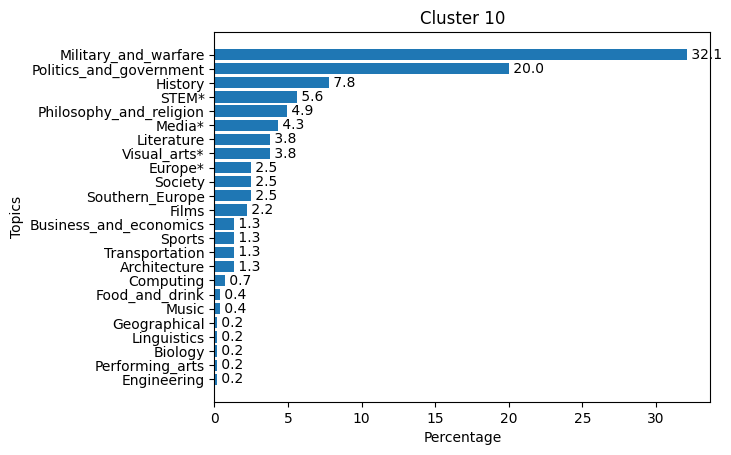 Cluster 10
Topics
Military_and_warfare 32.1
Politics_and_government 20.0
History 7.8
STEM* 5.6
Philosophy_and_religion 4.9
Media* 4.3
Literature 3.8
Visual_arts* 3.8
Europe* 2.5
Society 2.5
Southern_Europe 2.5
Films 2.2
Business_and_economics 1.3
Sports 1.3
Transportation 1.3
Architecture 1.3
Computing 0.7
Food_and_drink 0.4
Music 0.4
Geographical 0.2
Linguistics 0.2
Biology 0.2
Performing_arts 0.2
Engineering 0.2
0 5 10 15 20 25 30
Percentage